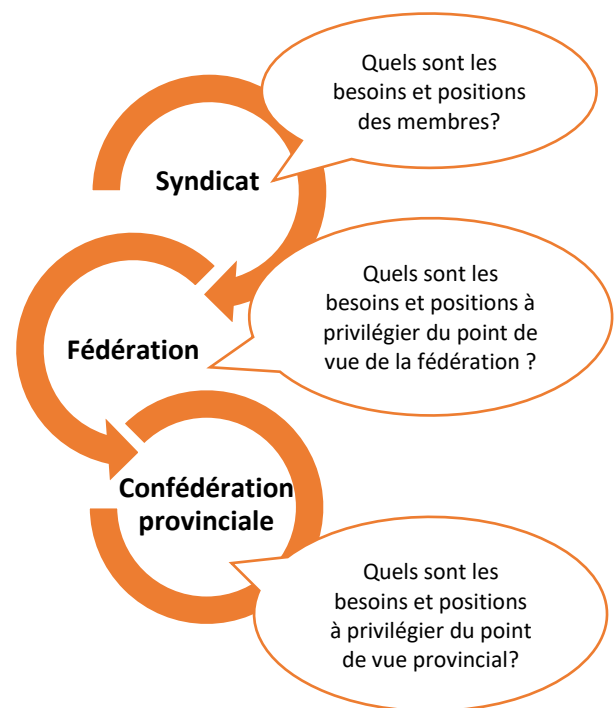 Quels sont les
besoins et positions
des membres?
Syndicat
Quels sont les
besoins et positions à
privilégier du point de
vue de la fédération ?
Fédération
Confédération
provinciale
Quels sont les
besoins et positions
à privilégier du point
de vue provincial?